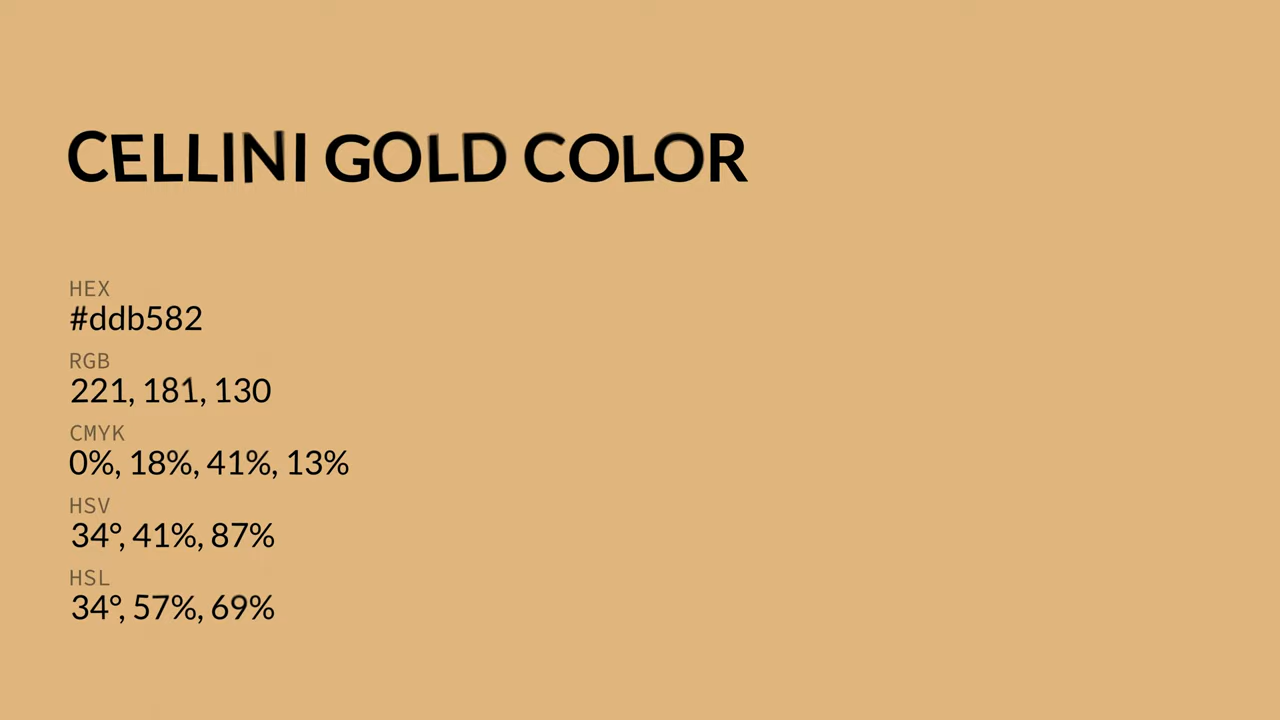 CELLINI GOLD COLOR
HEX
#ddb582
RGB
221, 181, 130
CMYK
0%, 18%, 41%, 13%
HSV
34°, 41%, 87%
HSL
34°, 57%, 69%